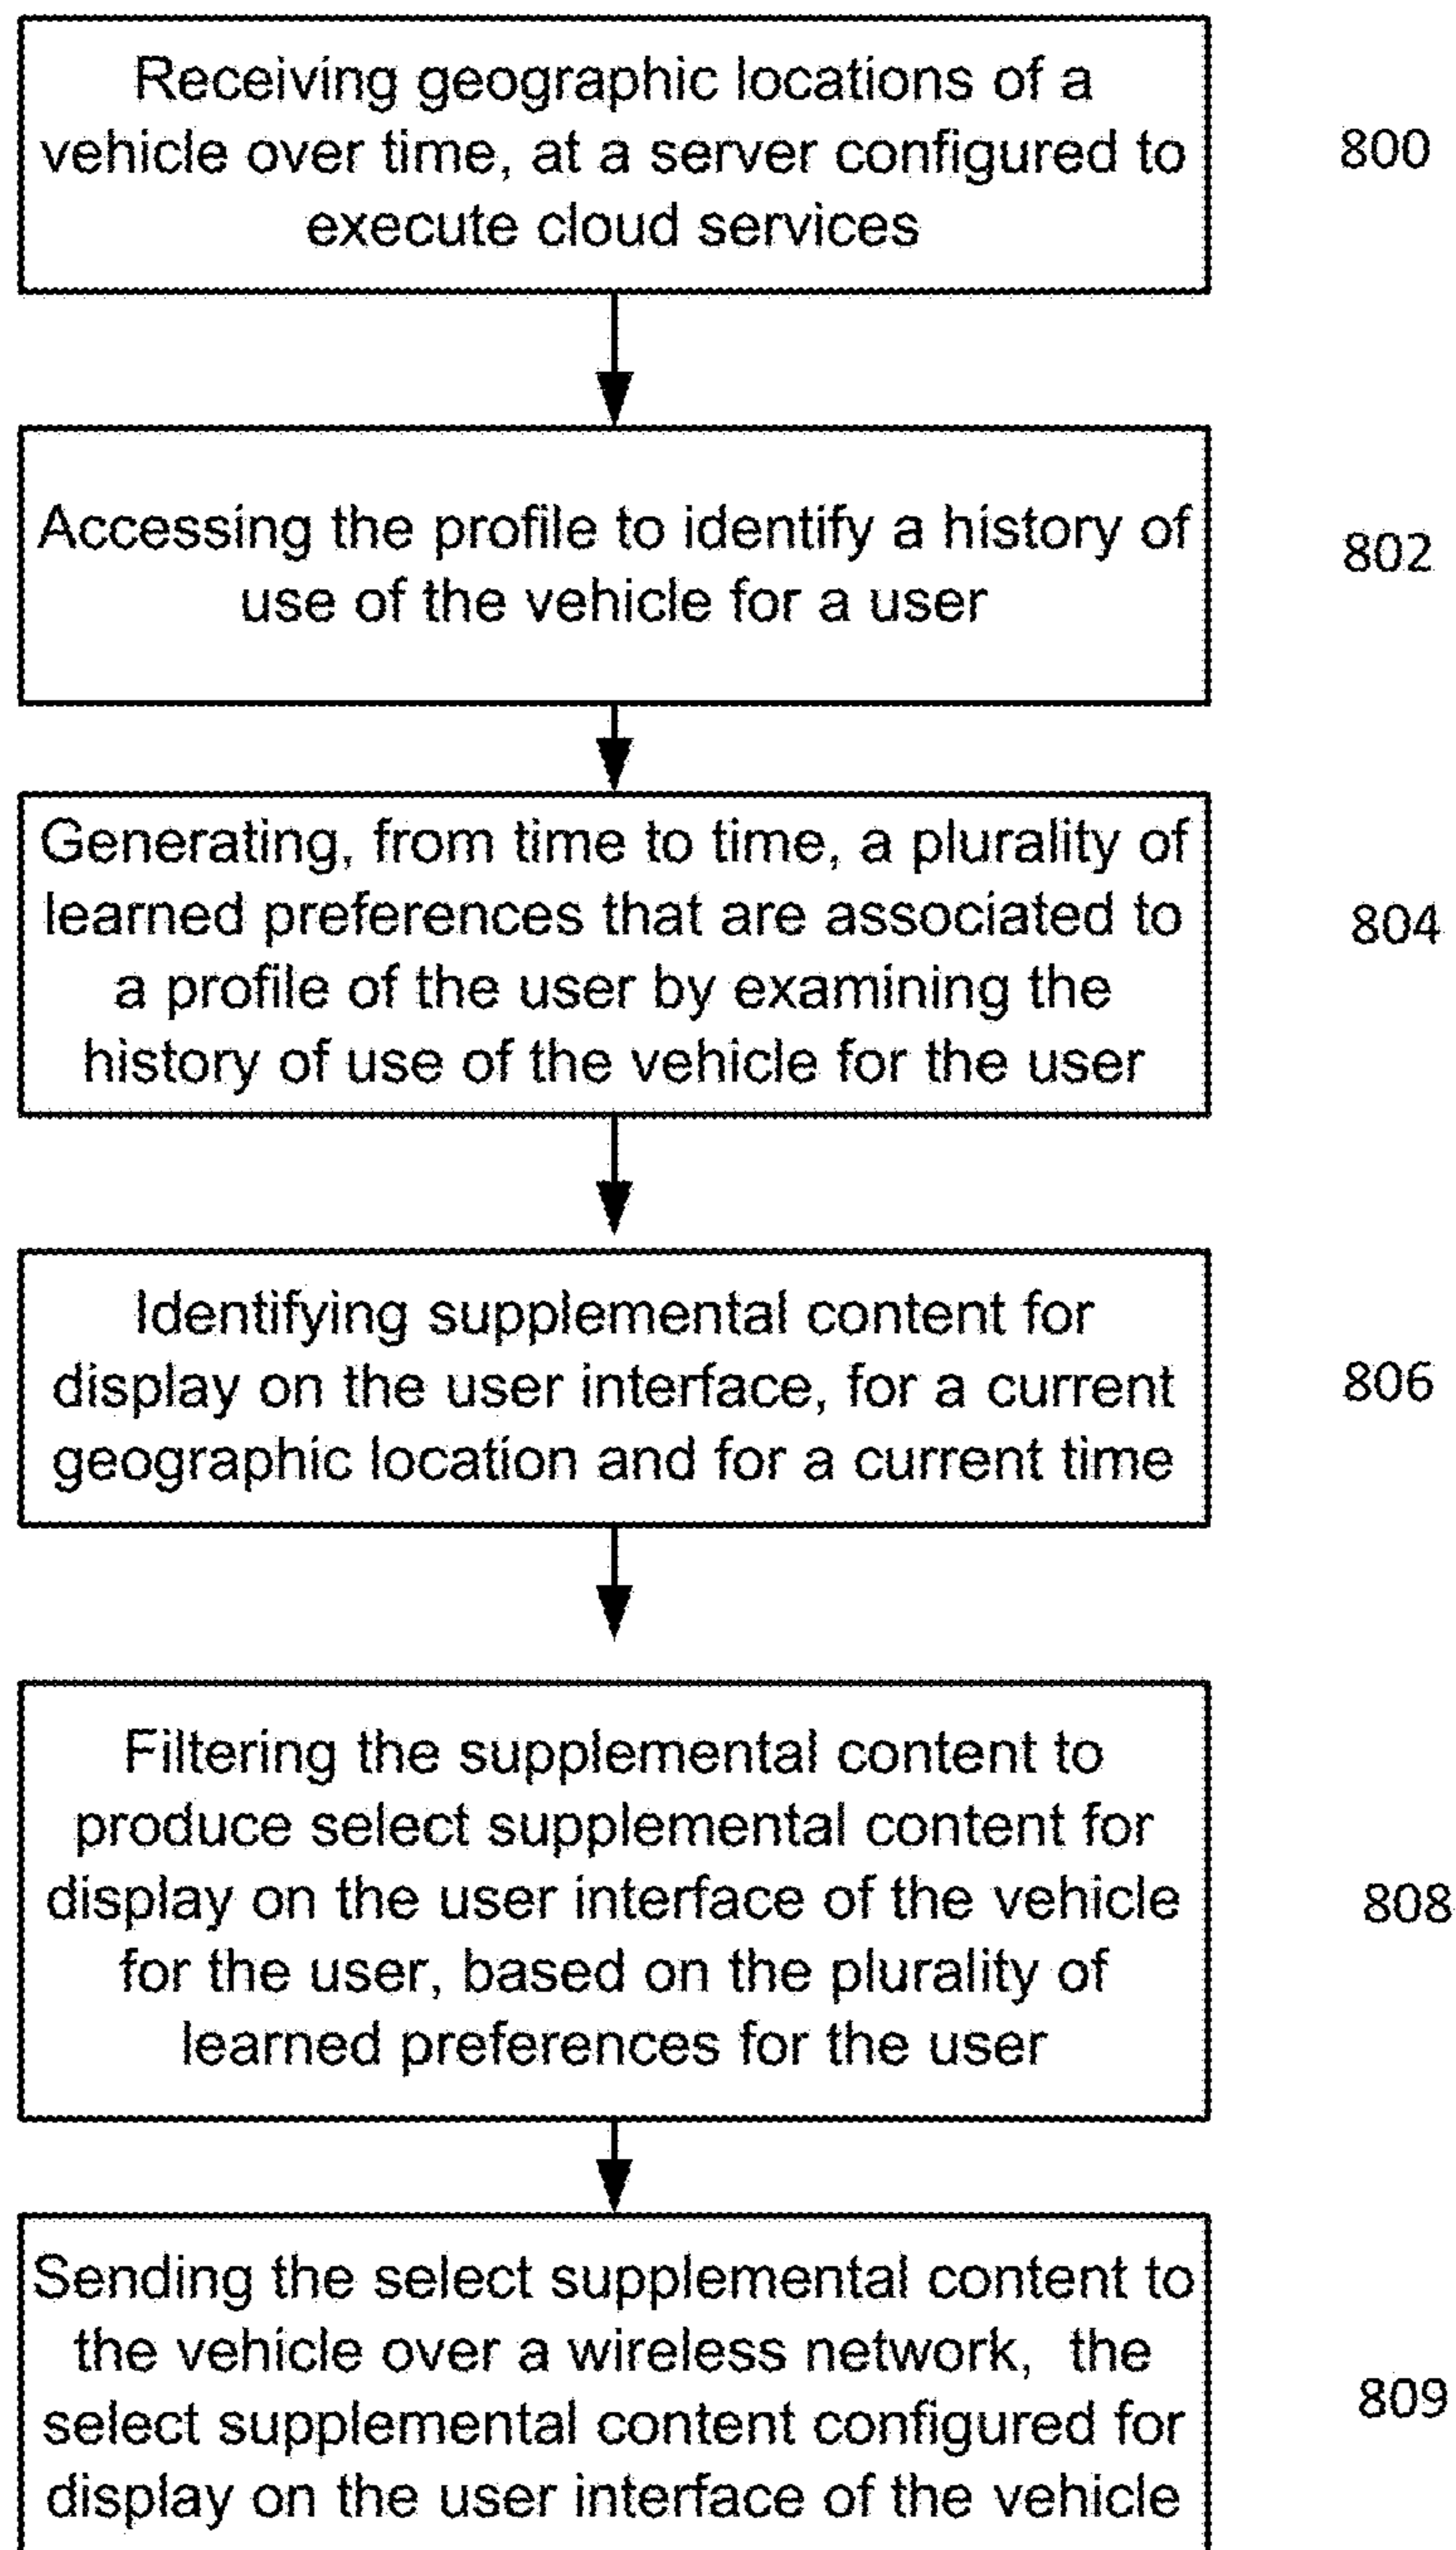 Receiving geographic locations of a
vehicle over time, at a server configured to
execute cloud services
800
Accessing the profile to identify a history of
use of the vehicle for a user
802
Generating, from time to time, a plurality of
learned preferences that are associated to
a profile of the user by examining the
history of use of the vehicle for the user
804
Identifying supplemental content for
display on the user interface, for a current
geographic location and for a current time
806
Filtering the supplemental content to
produce select supplemental content for
display on the user interface of the vehicle
for the user, based on the plurality of
learned preferences for the user
808
Sending the select supplemental content to
the vehicle over a wireless network, the
select supplemental content configured for
display on the user interface of the vehicle
809